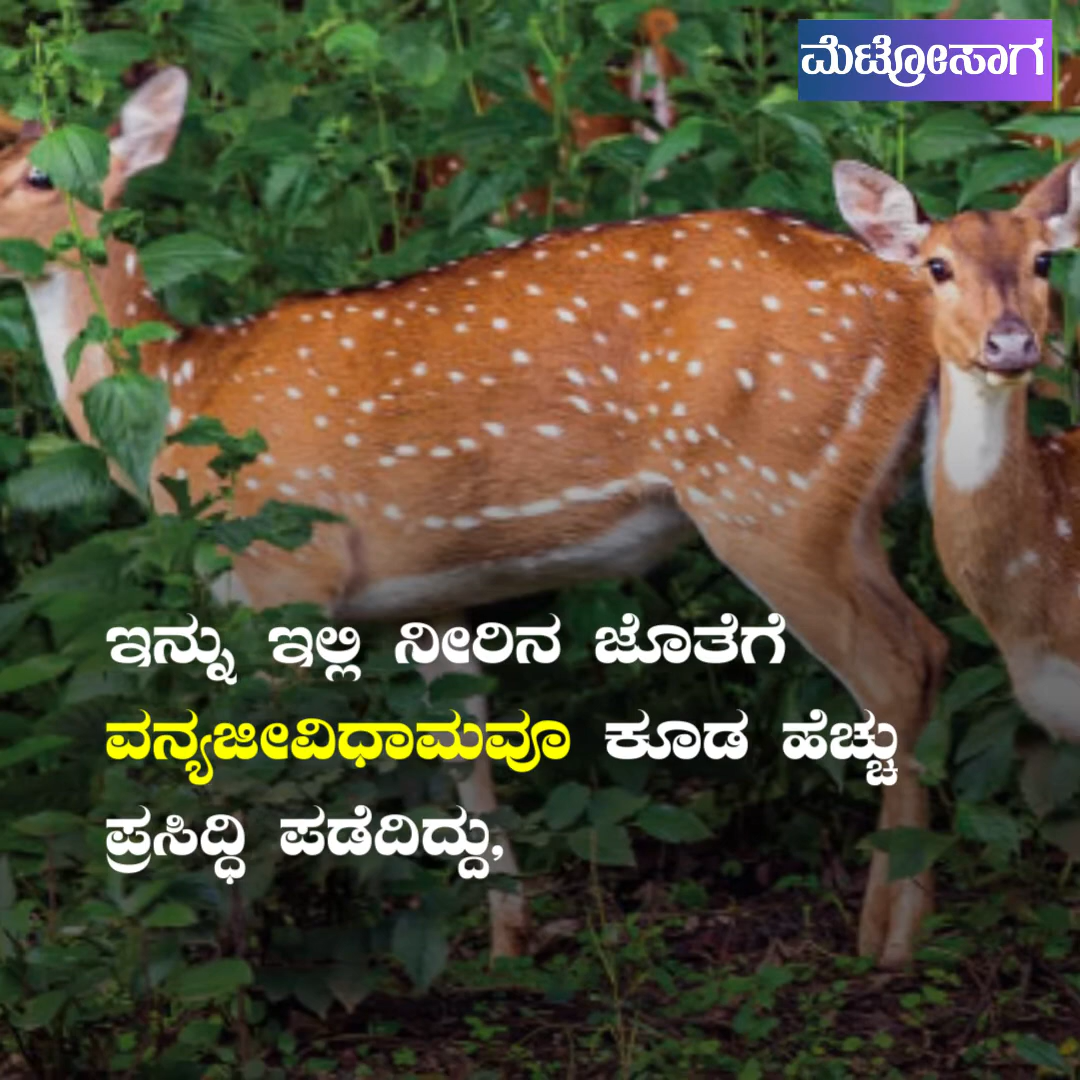 ಮೆಟ್ರೋಸಾಗ
ಇನ್ನು ಇಲ್ಲಿ ನೀರಿನ ಜೊತೆಗೆ
ವನ್ಯಜೀವಿಧಾಮವೂ ಕೂಡ ಹೆಚ್ಚು
ಪ್ರಸಿದ್ಧಿ ಪಡೆದಿದ್ದು,